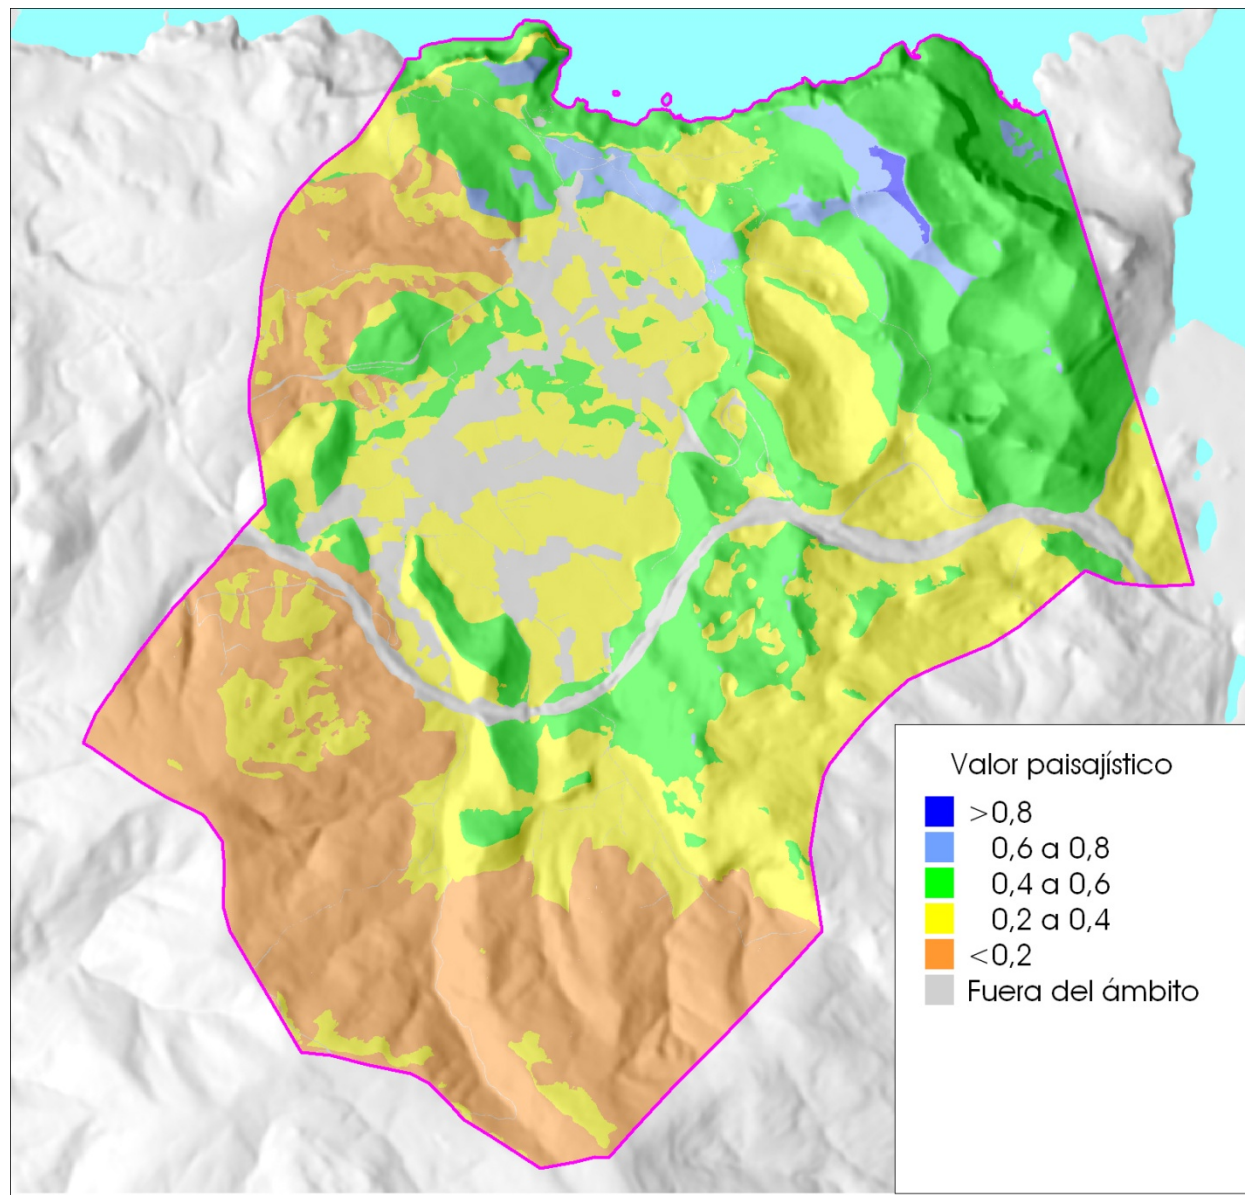 Valor paisajístico
>0,8
0,6 a 0,8
0,4 a 0,6
0,2 a 0,4
<0,2
Fuera del ámbito